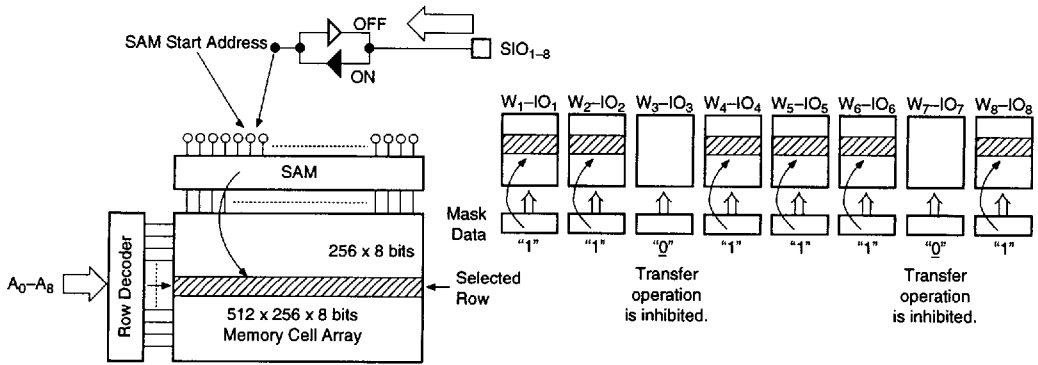 OFF
SAM Start Address
SIO1–8
ON
W1–IO1 W2–IO2 W3–IO3 W4–IO4 W5–IO5 W6–IO6 W7–IO7 W8–IO8
SAM
Mask
Data
"1" "1" "0" "1" "1" "1" "0" "1"
256 x 8 bits
Transfer
operation
is inhibited.
Transfer
operation
is inhibited.
A0–A8
Row Decoder
Selected
Row
512 x 256 x 8 bits
Memory Cell Array